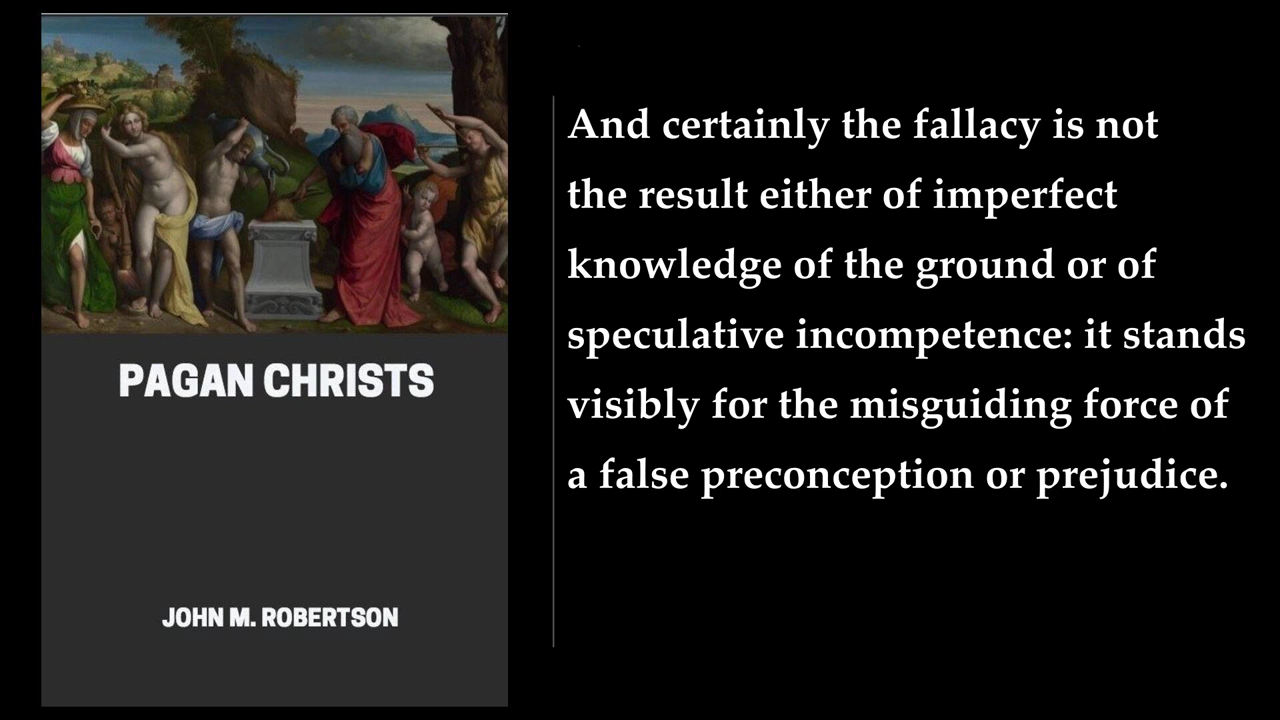 PAGAN CHRISTS
JOHN M. ROBERTSON
And certainly the fallacy is not
the result either of imperfect
knowledge of the ground or of
speculative incompetence: it stands
visibly for the misguiding force of
a false preconception or prejudice.